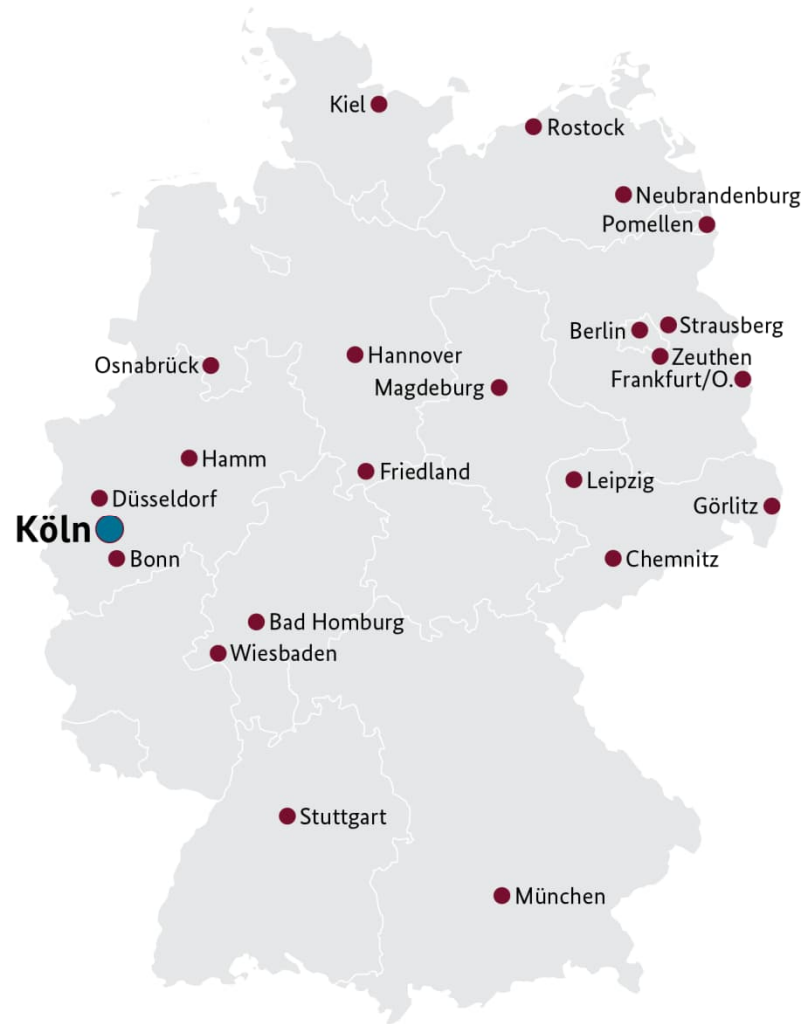 Kiel
Rostock
Neubrandenburg
Pomellen
Berlin
Strausberg
Zeuthen
Frankfurt/O.
Osnabrück
Hannover
Magdeburg
Hamm
Friedland
Leipzig
Görlitz
Düsseldorf
Köln
Bonn
Chemnitz
Bad Homburg
Wiesbaden
Stuttgart
München